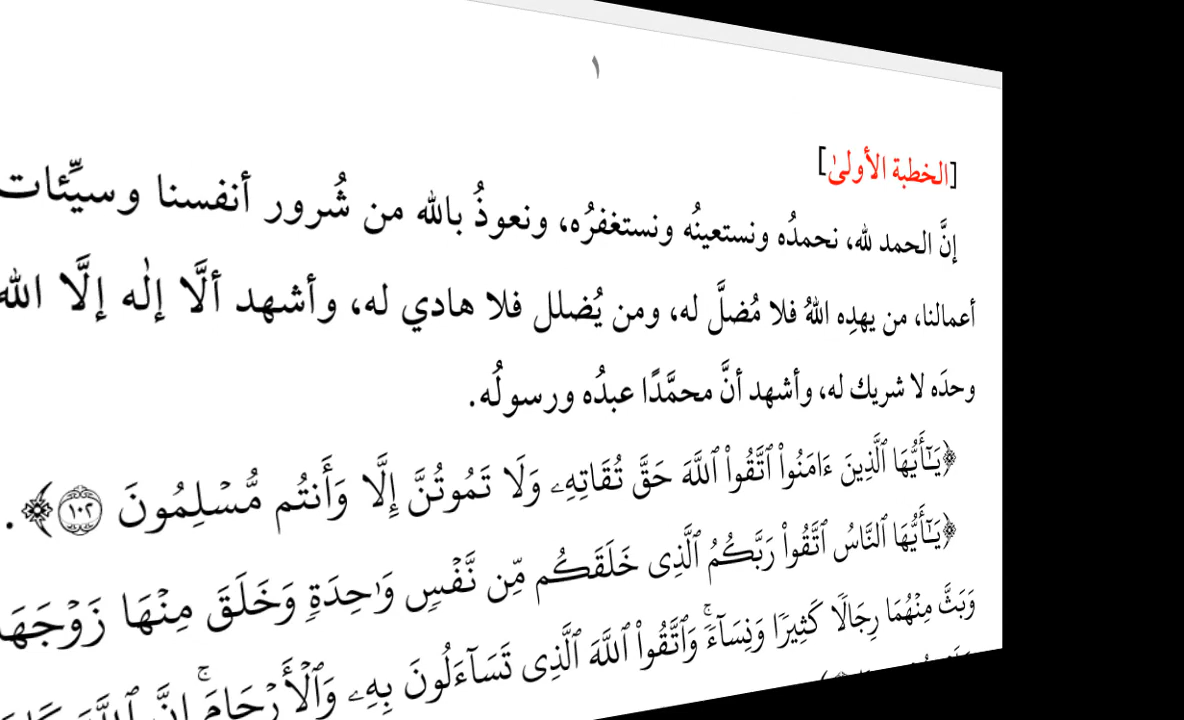 ١
[الخطبة الأولىٰ]
إنَّ الحمد لله، نحمدُه ونستعينُه ونستغفرُه، ونعوذُ بالله من شُرور أنفسنا وسيِّئات
أعمالنا، من يهدِه اللهُ فلا مُضلَّ له، ومن يُضلل فلا هادي له، وأشهد ألَّا إلٰه إلَّا الله
وحدَه لا شريك له، وأشهد أنَّ محمَّدًا عبدُه ورسولُه.
﴿يَـٰٓأَيُّهَا ٱلَّذِينَ ءَامَنُوا۟ ٱتَّقُوا۟ ٱللَّهَ حَقَّ تُقَاتِهِۦ وَلَا تَمُوتُنَّ إِلَّا وَأَنتُم مُّسْلِمُونَ ١٠٢﴾.
﴿يَـٰٓأَيُّهَا ٱلنَّاسُ ٱتَّقُوا۟ رَبَّكُمُ ٱلَّذِى خَلَقَكُم مِّن نَّفْسٍ وَٰحِدَةٍ وَخَلَقَ مِنْهَا زَوْجَهَا
وَبَثَّ مِنْهُمَا رِجَالًا كَثِيرًا وَنِسَآءً ۚ وَٱتَّقُوا۟ ٱللَّهَ ٱلَّذِى تَسَآءَلُونَ بِهِۦ وَٱلْأَرْحَامَ ۚ إِنَّ ٱللَّهَ كَانَ